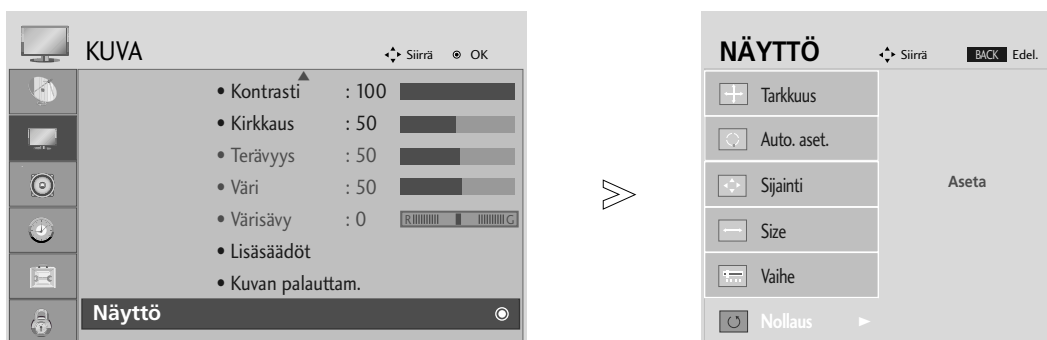 KUVA Siirrä OK
• Kontrasti : 100
• Kirkkaus : 50
• Terävyys : 50
• Väri : 50
• Värisävy : 0 R G
• Lisäsäädöt
• Kuvan palauttam.
Näyttö
NÄYTTÖ Siirrä BACK Edel.
Tarkkuus
Auto. aset.
Sijainti
Size
Vaihe
Nollaus
Aseta